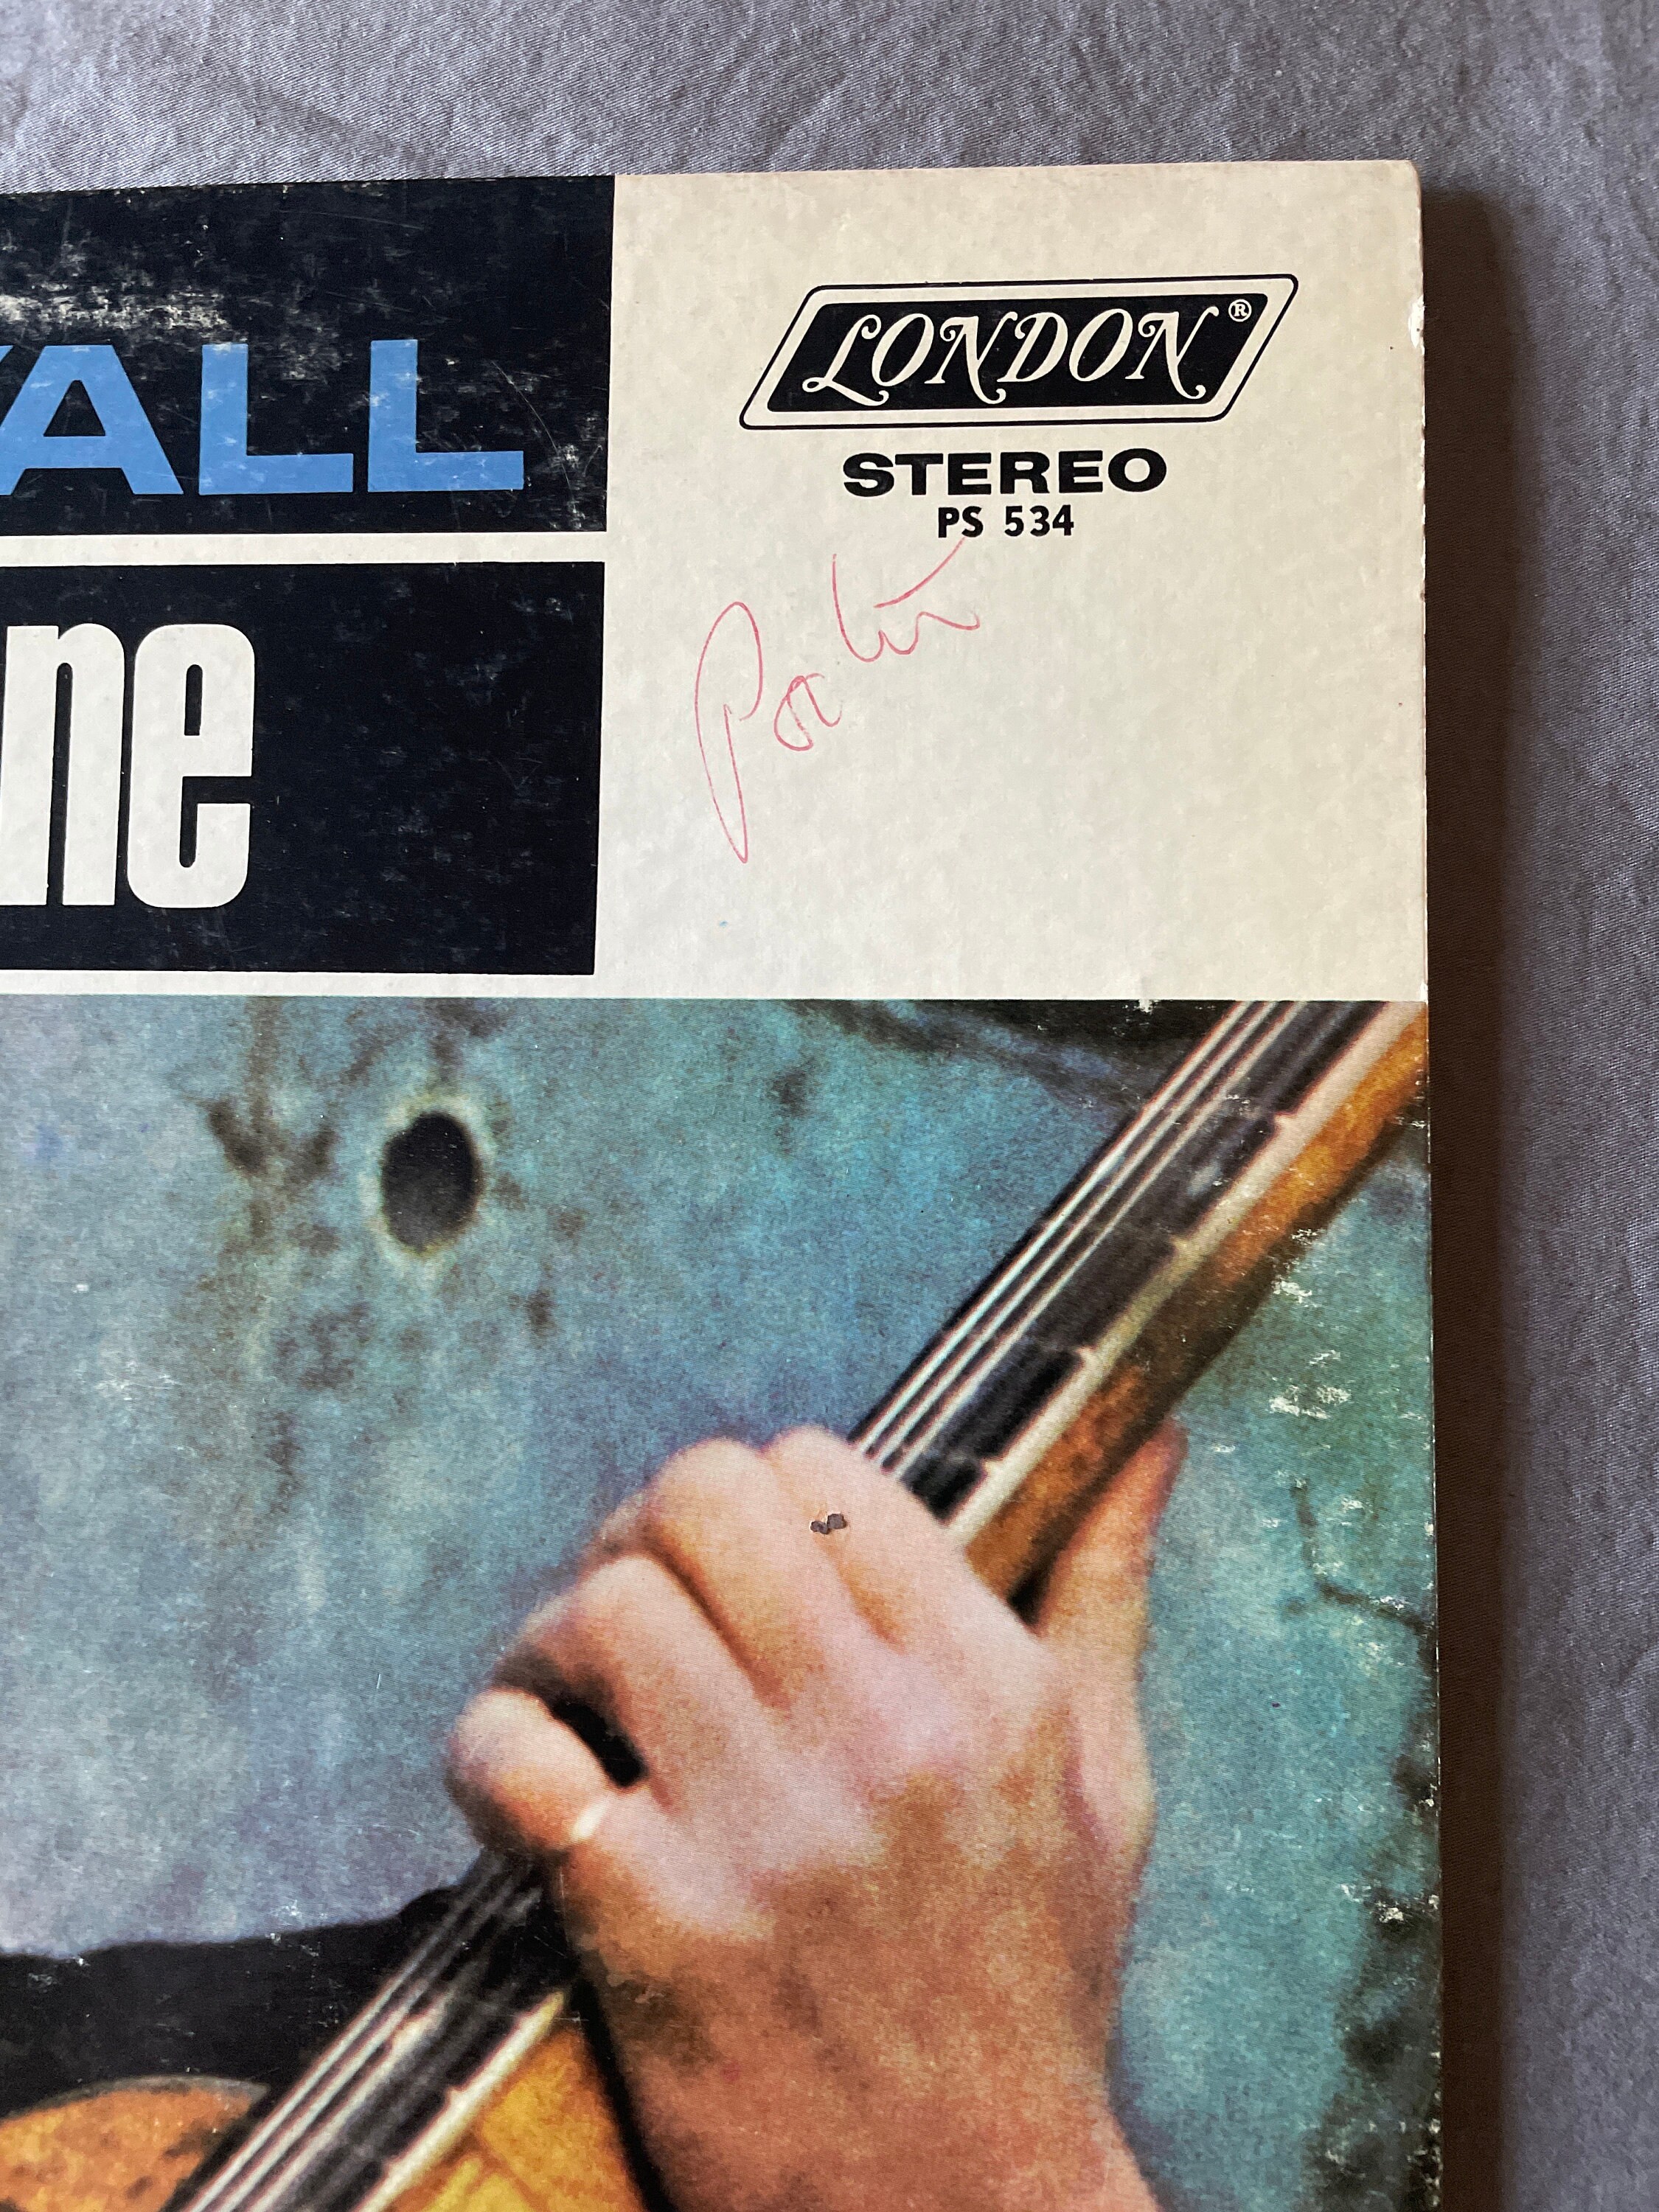 LONDON®
STEREO
PS 534
ALL
ne